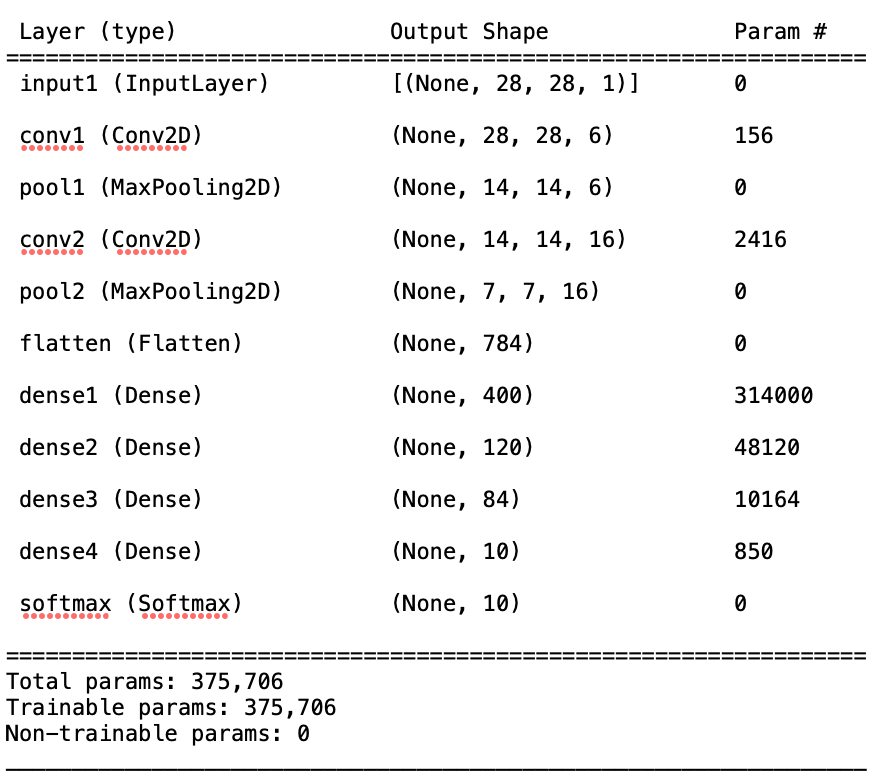 Layer (type) Output Shape Param #
=================================================================
input1 (InputLayer) [(None, 28, 28, 1)] 0
conv1 (Conv2D) (None, 28, 28, 6) 156
pool1 (MaxPooling2D) (None, 14, 14, 6) 0
conv2 (Conv2D) (None, 14, 14, 16) 2416
pool2 (MaxPooling2D) (None, 7, 7, 16) 0
flatten (Flatten) (None, 784) 0
dense1 (Dense) (None, 400) 314000
dense2 (Dense) (None, 120) 48120
dense3 (Dense) (None, 84) 10164
dense4 (Dense) (None, 10) 850
softmax (Softmax) (None, 10) 0
=================================================================
Total params: 375,706
Trainable params: 375,706
Non-trainable params: 0
_________________________________________________________________